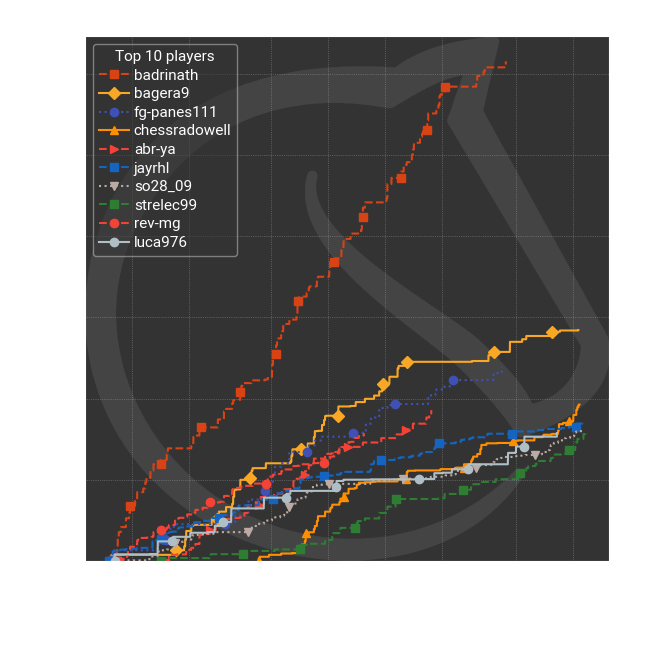 Top 10 players
badrinath
bagera9
fg-panes111
chessradowell
abr-ya
jayrhl
so28_09
strelec99
rev-mg
luca976